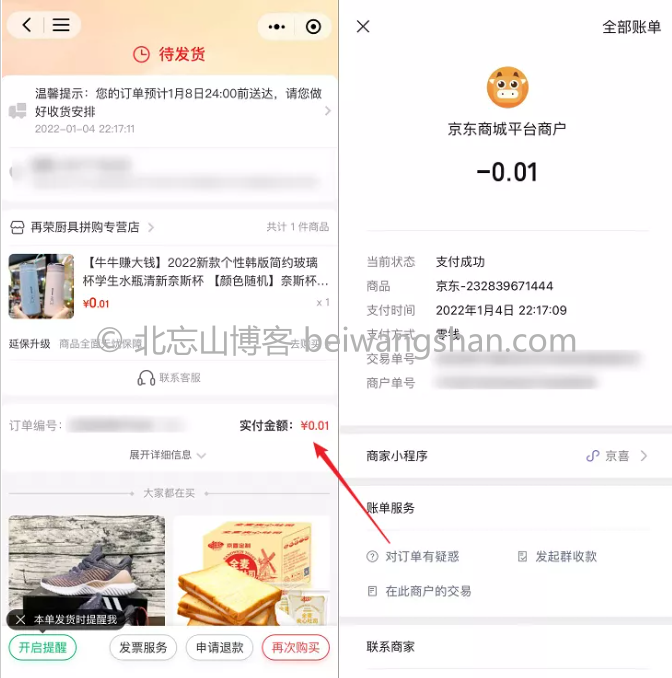 待发货
温馨提示：您的订单预计1月8日24:00前送达，请您做
好收货安排
2022-01-04 22:17:11
再荣厨具拼购专营店
共计 1 件商品
【牛牛赚大钱】2022新款个性韩版简约玻璃
杯学生水瓶清新奈斯杯 【颜色随机】奈斯杯...
¥0.01
x 1
延保升级 商品全面无忧保障
去购买
联系客服
订单编号：
实付金额：¥0.01
展开详细信息
大家都在买
京喜金制
全麦
夹心吐司
本单发货时提醒我
开启提醒
发票服务
申请退款
再次购买
全部账单
京东商城平台商户
-0.01
当前状态 支付成功
商品 京东-232839671444
支付时间 2022年1月4日 22:17:09
支付方式 零钱
交易单号
商户单号
商家小程序
京喜
账单服务
对订单有疑惑
发起群收款
在此商户的交易
联系商家
© 北忘山博客 beiwangshan.com